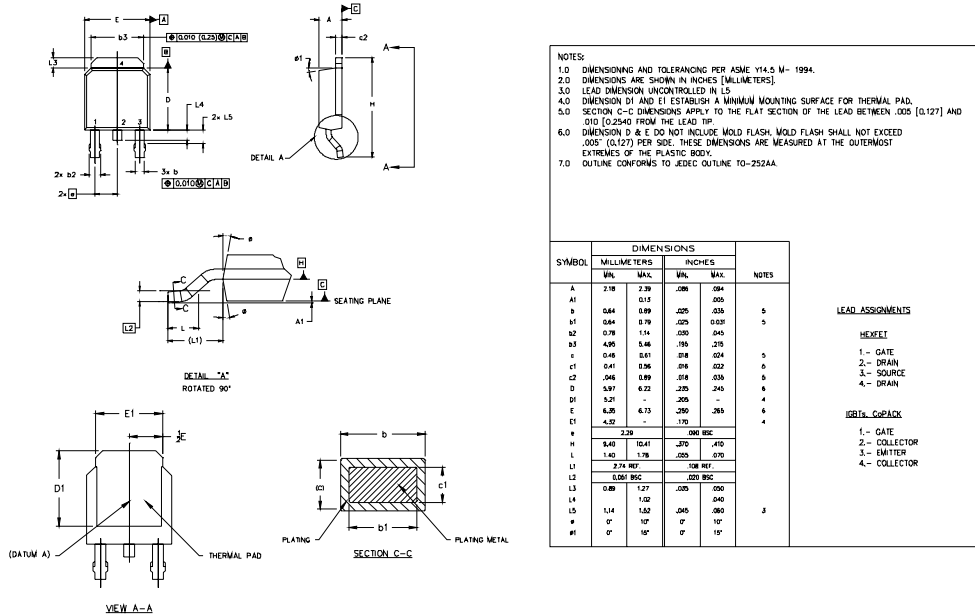 E
A
b3
⌖ 0.010 (0.25) Ⓜ C A B
B
L3
4
D
L4
2x L5
1 2 3
2x b2
3x b
⌖ 0.010 Ⓜ C A B
2x e
C
A
c2
ø1
H
A
A
DETAIL A
ø
H
C
SEATING PLANE
C
C
L2
L
(L1)
ø
A1
DETAIL "A"
ROTATED 90°
E1
½E
D1
(DATUM A)
THERMAL PAD
VIEW A-A
b
(c)
c1
b1
PLATING
PLATING METAL
SECTION C-C
NOTES:
1.0 DIMENSIONING AND TOLERANCING PER ASME Y14.5 M- 1994.
2.0 DIMENSIONS ARE SHOWN IN INCHES [MILLIMETERS].
3.0 LEAD DIMENSION UNCONTROLLED IN L5
4.0 DIMENSION D1 AND E1 ESTABLISH A MINIMUM MOUNTING SURFACE FOR THERMAL PAD.
5.0 SECTION C-C DIMENSIONS APPLY TO THE FLAT SECTION OF THE LEAD BETWEEN .005 [0.127] AND
.010 [0.2540 FROM THE LEAD TIP.
6.0 DIMENSION D & E DO NOT INCLUDE MOLD FLASH. MOLD FLASH SHALL NOT EXCEED
.005" (0.127) PER SIDE. THESE DIMENSIONS ARE MEASURED AT THE OUTERMOST
EXTREMES OF THE PLASTIC BODY.
7.0 OUTLINE CONFORMS TO JEDEC OUTLINE TO-252AA.
DIMENSIONS
SYMBOL MILLIMETERS INCHES
MIN. MAX. MIN. MAX. NOTES
A 2.18 2.39 .086 .094
A1 0.13 .005
b 0.64 0.89 .025 .035 5
b1 0.64 0.79 .025 0.031 5
b2 0.76 1.14 .030 .045
b3 4.95 5.46 .195 .215
c 0.46 0.61 .018 .024 5
c1 0.41 0.56 .016 .022 5
c2 .046 0.89 .018 .035 5
D 5.97 6.22 .235 .245 6
D1 5.21 - .205 - 4
E 6.35 6.73 .250 .265 6
E1 4.32 - .170 4
e 2.29 .090 BSC
H 9.40 10.41 .370 .410
L 1.40 1.78 .055 .070
L1 2.74 REF. .108 REF.
L2 0.051 BSC .020 BSC
L3 0.89 1.27 .035 .050
L4 1.02 .040
L5 1.14 1.52 .045 .060 3
ø 0° 10° 0° 10°
ø1 0° 15° 0° 15°
LEAD ASSIGNMENTS
HEXFET
1.- GATE
2.- DRAIN
3.- SOURCE
4.- DRAIN
IGBTs, CoPACK
1.- GATE
2.- COLLECTOR
3.- EMITTER
4.- COLLECTOR